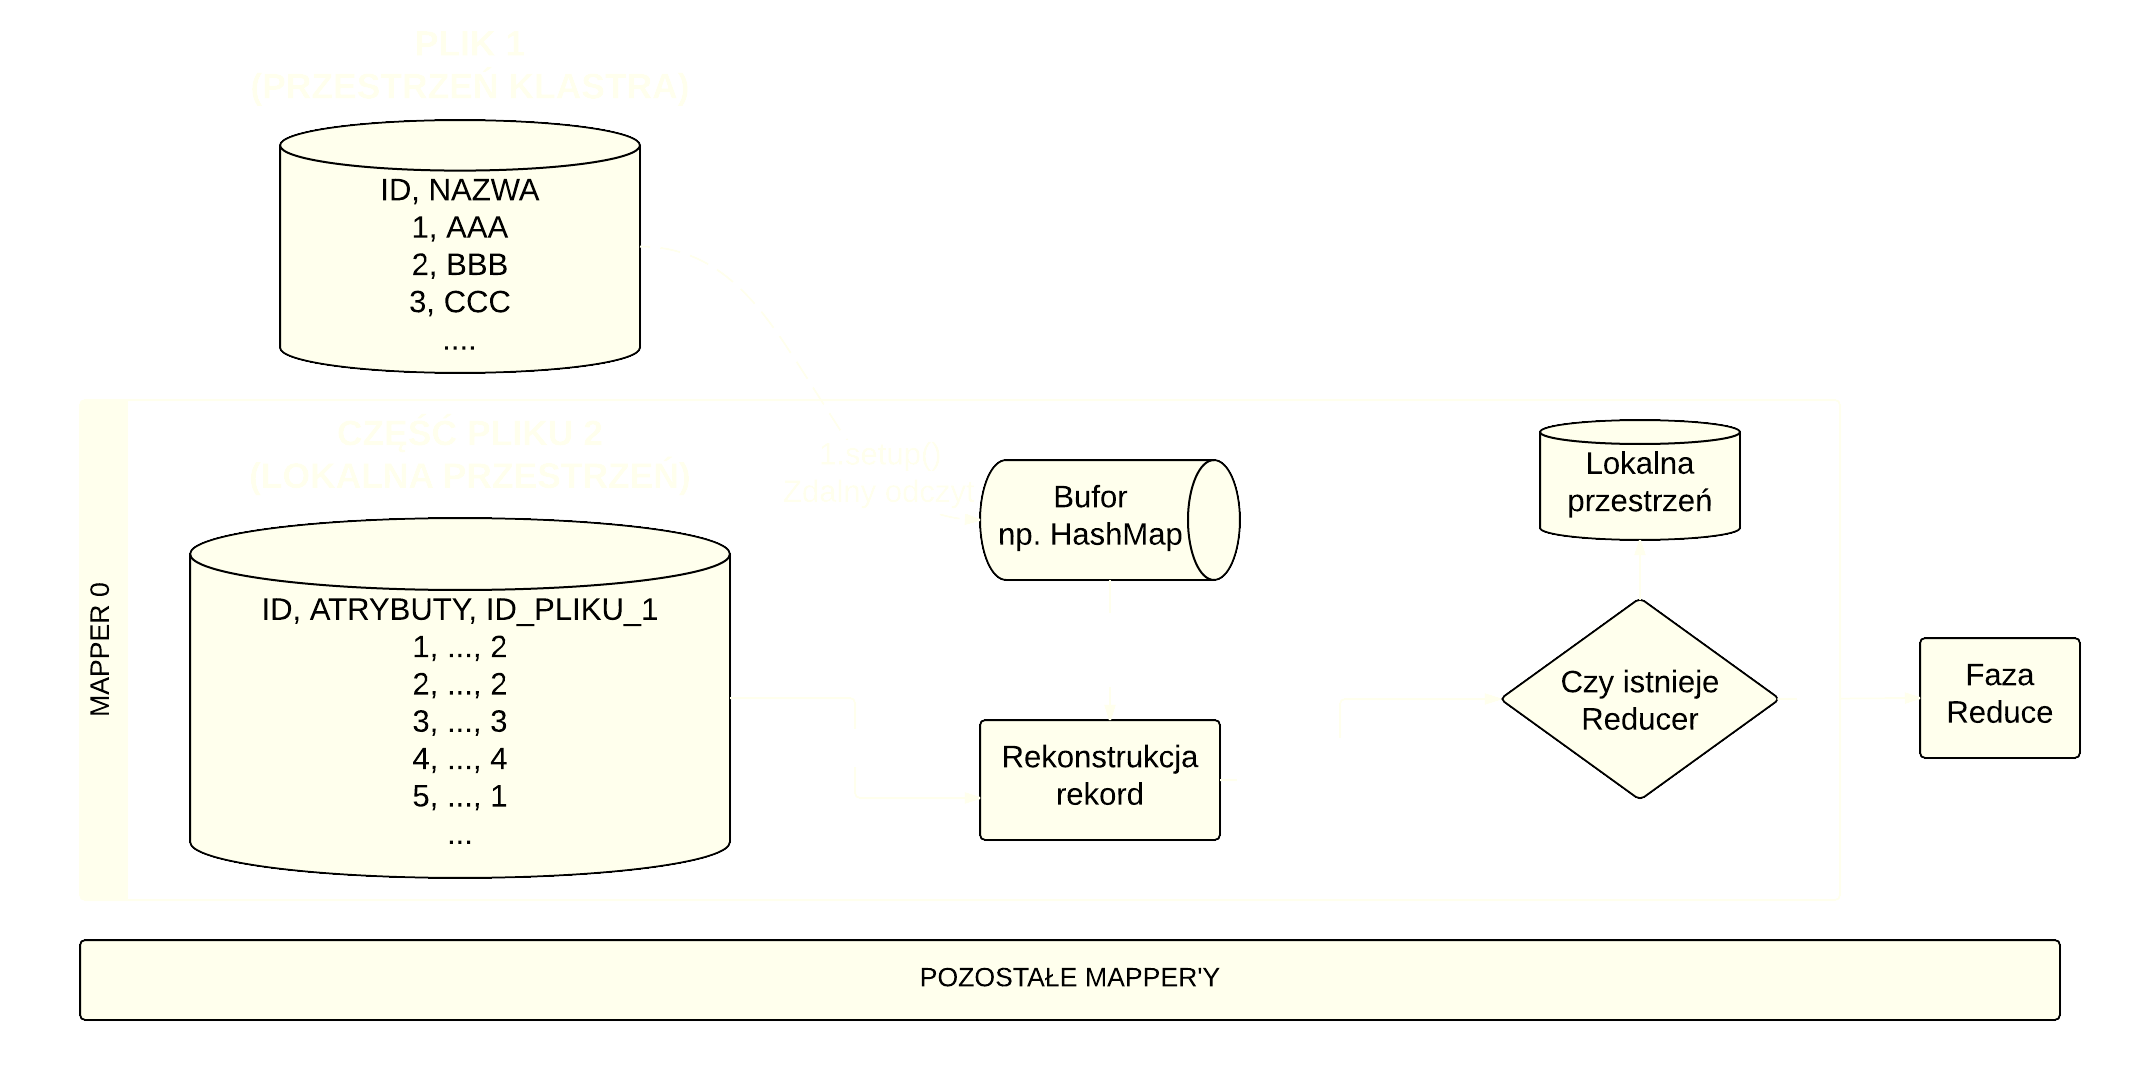 PLIK 1
(PRZESTRZEŃ KLASTRA)
ID, NAZWA
1, AAA
2, BBB
3, CCC
....
MAPPER 0
CZĘŚĆ PLIKU 2
(LOKALNA PRZESTRZEŃ)
ID, ATRYBUTY, ID_PLIKU_1
1, ..., 2
2, ..., 2
3, ..., 3
4, ..., 4
5, ..., 1
...
1 setup()
Zdalny odczyt
Bufor
np. HashMap
Rekonstrukcja
rekord
Lokalna
przestrzeń
Czy istnieje
Reducer
Faza
Reduce
POZOSTAŁE MAPPER'Y